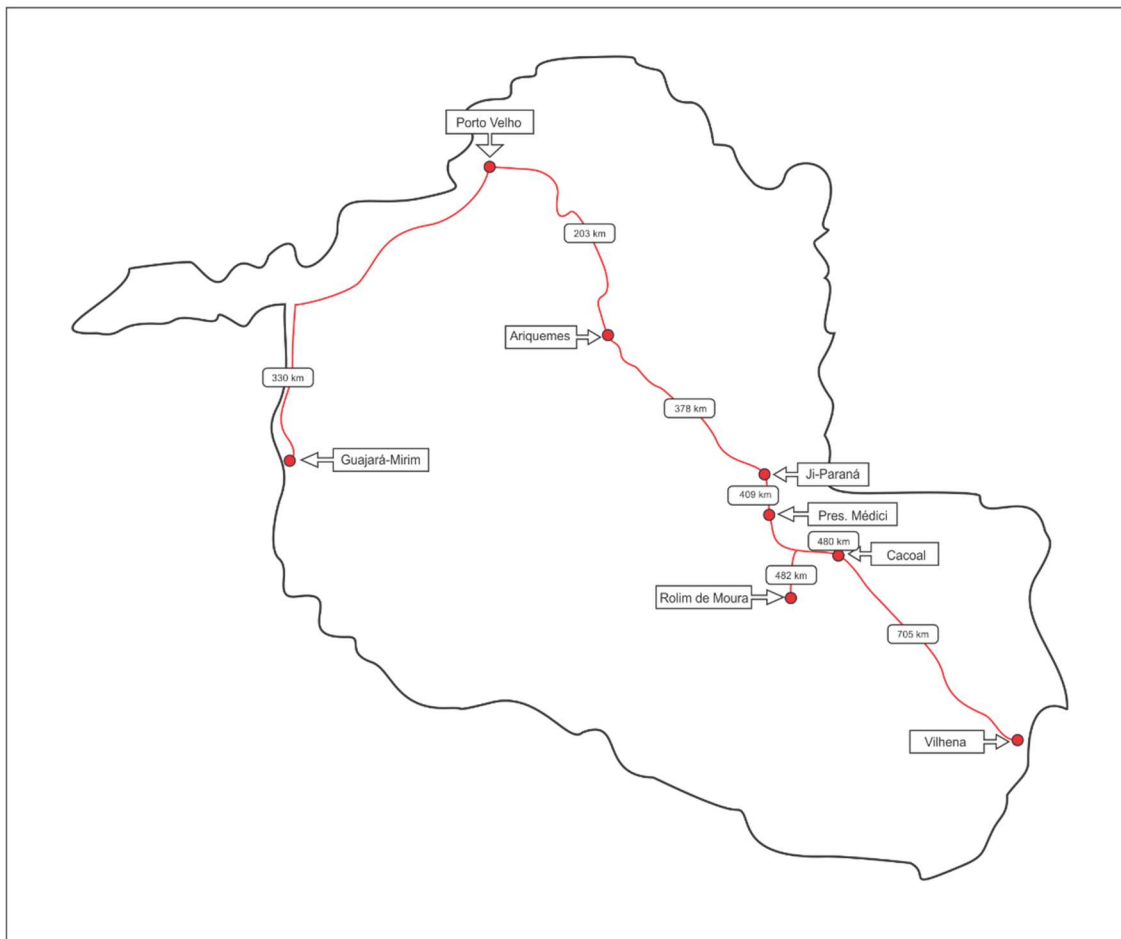 Porto Velho
203 km
Ariquemes
330 km
378 km
Guajará-Mirim
Ji-Paraná
409 km
Pres. Médici
480 km
Cacoal
482 km
Rolim de Moura
705 km
Vilhena